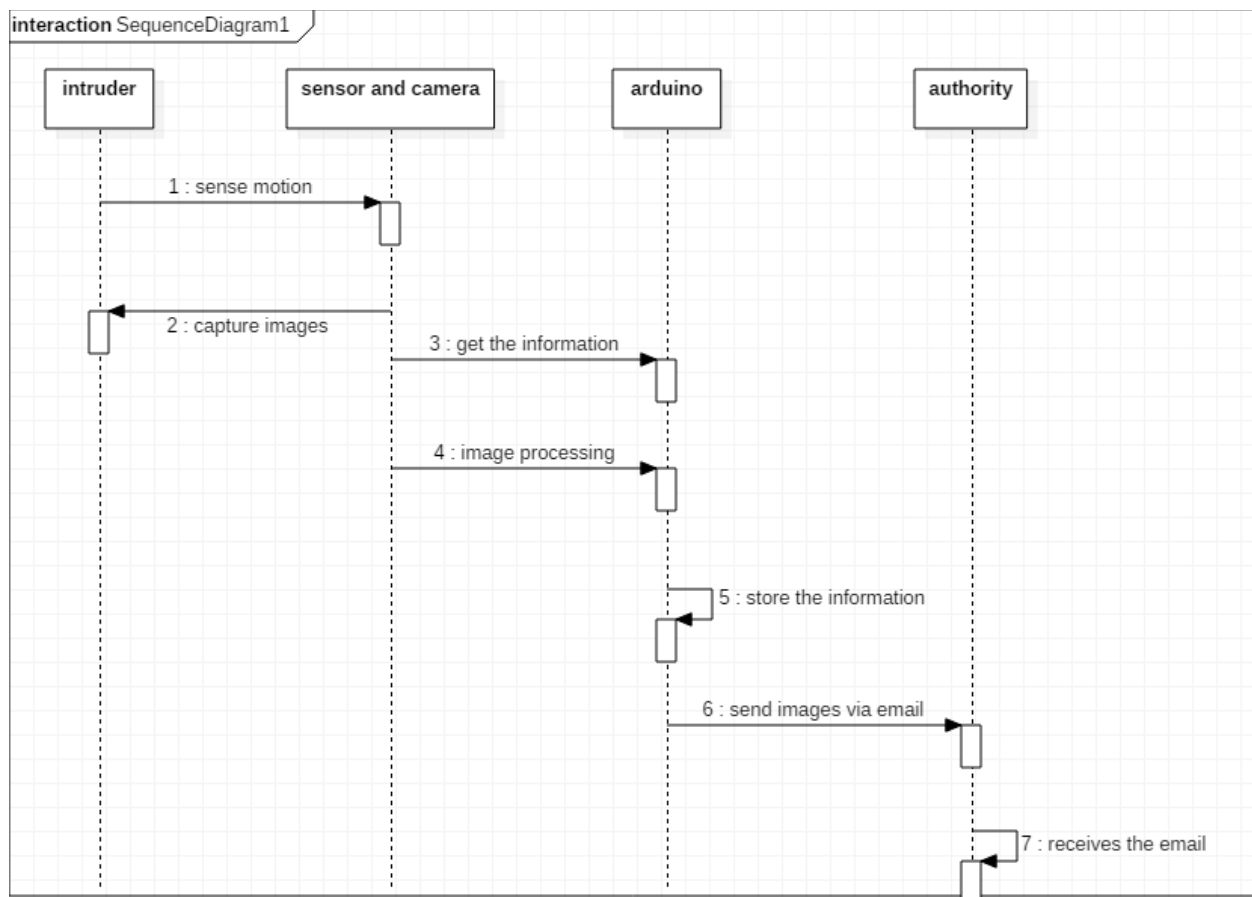 interaction SequenceDiagram1
intruder
sensor and camera
arduino
authority
1 : sense motion
2 : capture images
3 : get the information
4 : image processing
5 : store the information
6 : send images via email
7 : receives the email